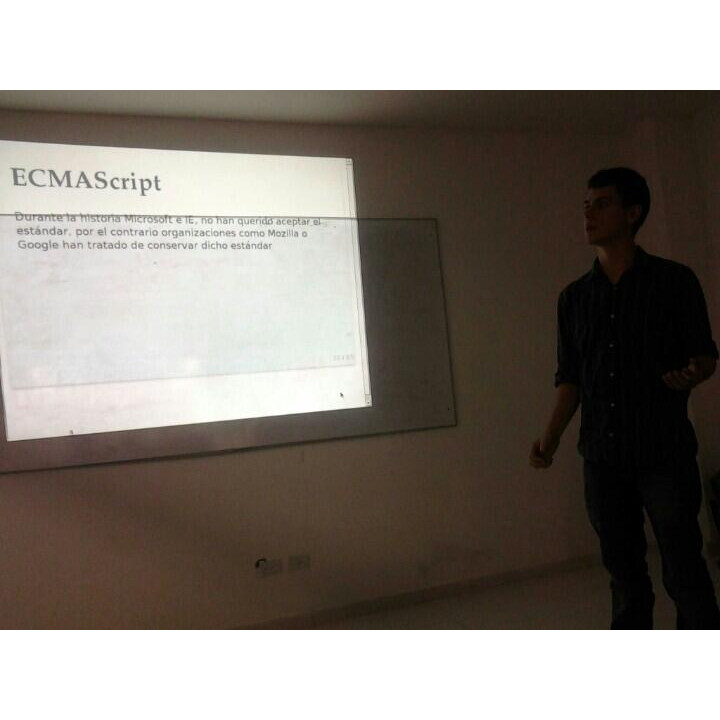 ECMAScript
Durante la historia Microsoft e IE, no han querido aceptar el
estándar, por el contrario organizaciones como Mozilla o
Google han tratado de conservar dicho estándar